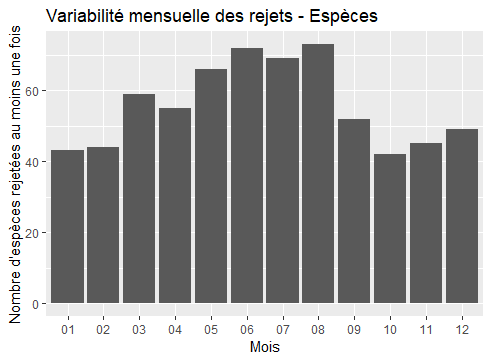 Variabilité mensuelle des rejets - Espèces
Nombre d'espèces rejetées au moins une fois
60
40
20
0
01 02 03 04 05 06 07 08 09 10 11 12
Mois